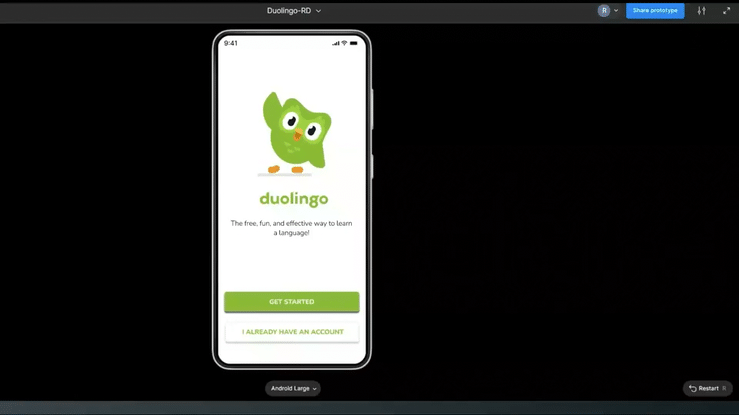 Duolingo-RD
R
Share prototype
9:41
duolingo
The free, fun, and effective way to learn
a language!
GET STARTED
I ALREADY HAVE AN ACCOUNT
Android Large
Restart R